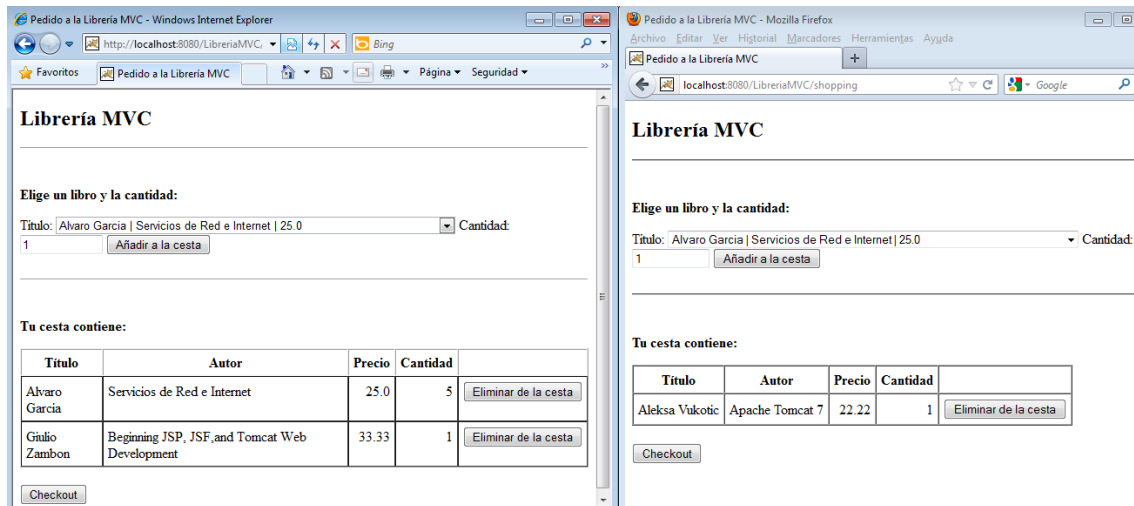 Pedido a la Librería MVC - Windows Internet Explorer
http://localhost:8080/LibreriaMVC/
Bing
Favoritos
Pedido a la Librería MVC
Página
Seguridad
»
Librería MVC
Elige un libro y la cantidad:
Título: Alvaro Garcia | Servicios de Red e Internet | 25.0 Cantidad:
1 Añadir a la cesta
Tu cesta contiene:
Título Autor Precio Cantidad
Alvaro Garcia Servicios de Red e Internet 25.0 5 Eliminar de la cesta
Giulio Zambon Beginning JSP, JSF,and Tomcat Web Development 33.33 1 Eliminar de la cesta
Checkout
Pedido a la Librería MVC - Mozilla Firefox
Archivo Editar Ver Historial Marcadores Herramientas Ayuda
Pedido a la Librería MVC
localhost:8080/LibreriaMVC/shopping
Google
Librería MVC
Elige un libro y la cantidad:
Título: Alvaro Garcia | Servicios de Red e Internet | 25.0 Cantidad:
1 Añadir a la cesta
Tu cesta contiene:
Título Autor Precio Cantidad
Aleksa Vukotic Apache Tomcat 7 22.22 1 Eliminar de la cesta
Checkout